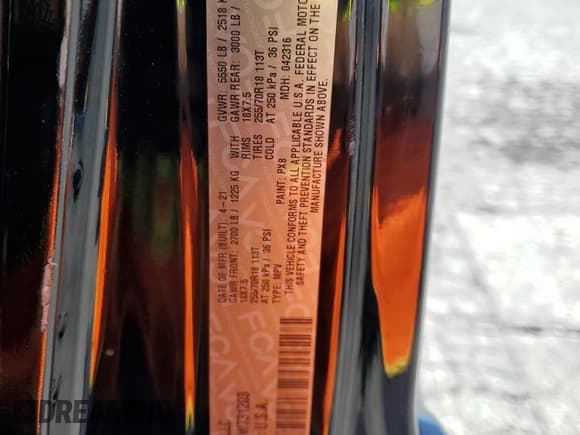 DATE OF MFR (BUILT): 4-21 GVWR: 5550 LB / 2518 K
GAWR FRONT: 2700 LB / 1225 KG WITH GAWR REAR: 3000 LB /
18X7.5 RIMS 18X7.5
255/70R18 113T TIRES 255/70R18 113T
AT 250 kPa / 36 PSI COLD AT 250 kPa / 36 PSI
TYPE: MPV PAINT: PX8 MDH: 042316
THIS VEHICLE CONFORMS TO ALL APPLICABLE U.S.A. FEDERAL MOTOR
SAFETY AND THEFT PREVENTION STANDARDS IN EFFECT ON THE
MANUFACTURE SHOWN ABOVE.
LLC
731203
U.S.A.